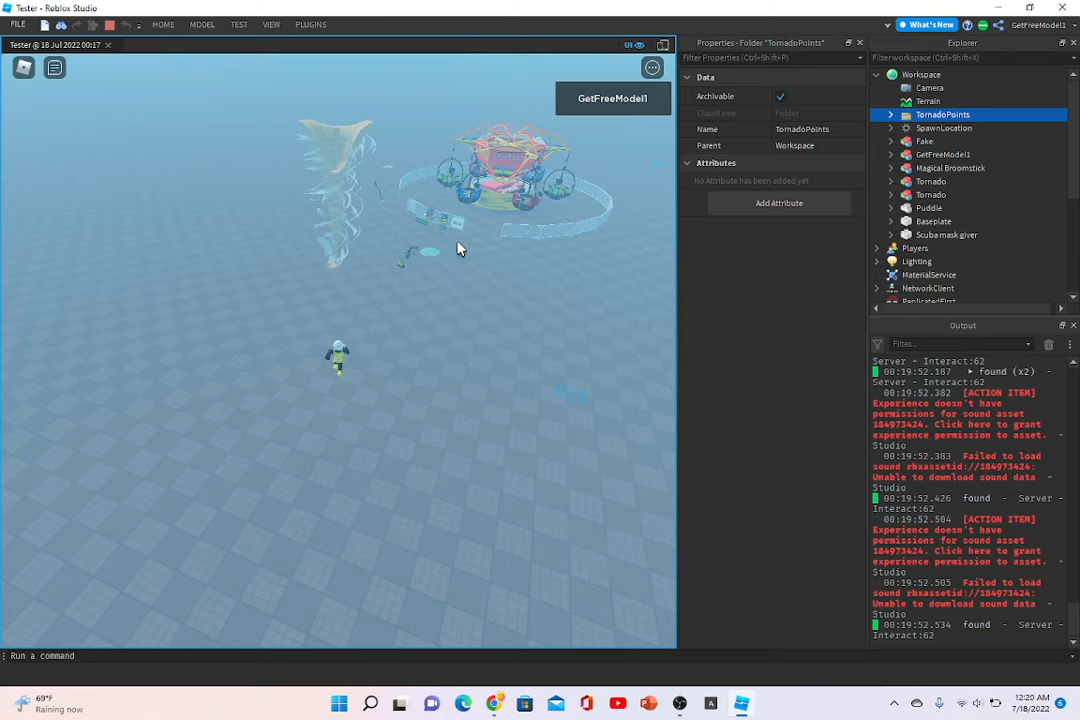 Tester - Roblox Studio
FILE HOME MODEL TEST VIEW PLUGINS What's New GetFreeModel1
Tester @ 18 Jul 2022 00:17 × UI
GetFreeModel1
Properties - Folder "TornadoPoints"
Filter Properties (Ctrl+Shift+P)
Data
Archivable
ClassName Folder
Name TornadoPoints
Parent Workspace
Attributes
No Attribute has been added yet
Add Attribute
Explorer
Filter workspace (Ctrl+Shift+X)
Workspace
Camera
Terrain
TornadoPoints
SpawnLocation
Fake
GetFreeModel1
Magical Broomstick
Tornado
Tornado
Puddle
Baseplate
Scuba mask giver
Players
Lighting
MaterialService
NetworkClient
ReplicatedFirst
Output
Filter...
Server - Interact:62
00:19:52.187 ▶ found (x2) -
Server - Interact:62
00:19:52.382 [ACTION ITEM]
Experience doesn't have
permissions for sound asset
184973424. Click here to grant
experience permission to asset. -
Studio
00:19:52.383 Failed to load
sound rbxassetid://184973424:
Unable to download sound data -
Studio
00:19:52.426 found - Server -
Interact:62
00:19:52.504 [ACTION ITEM]
Experience doesn't have
permissions for sound asset
184973424. Click here to grant
experience permission to asset. -
Studio
00:19:52.505 Failed to load
sound rbxassetid://184973424:
Unable to download sound data -
Studio
00:19:52.534 found - Server -
Interact:62
Run a command
69°F
Raining now
12:20 AM
7/18/2022
6